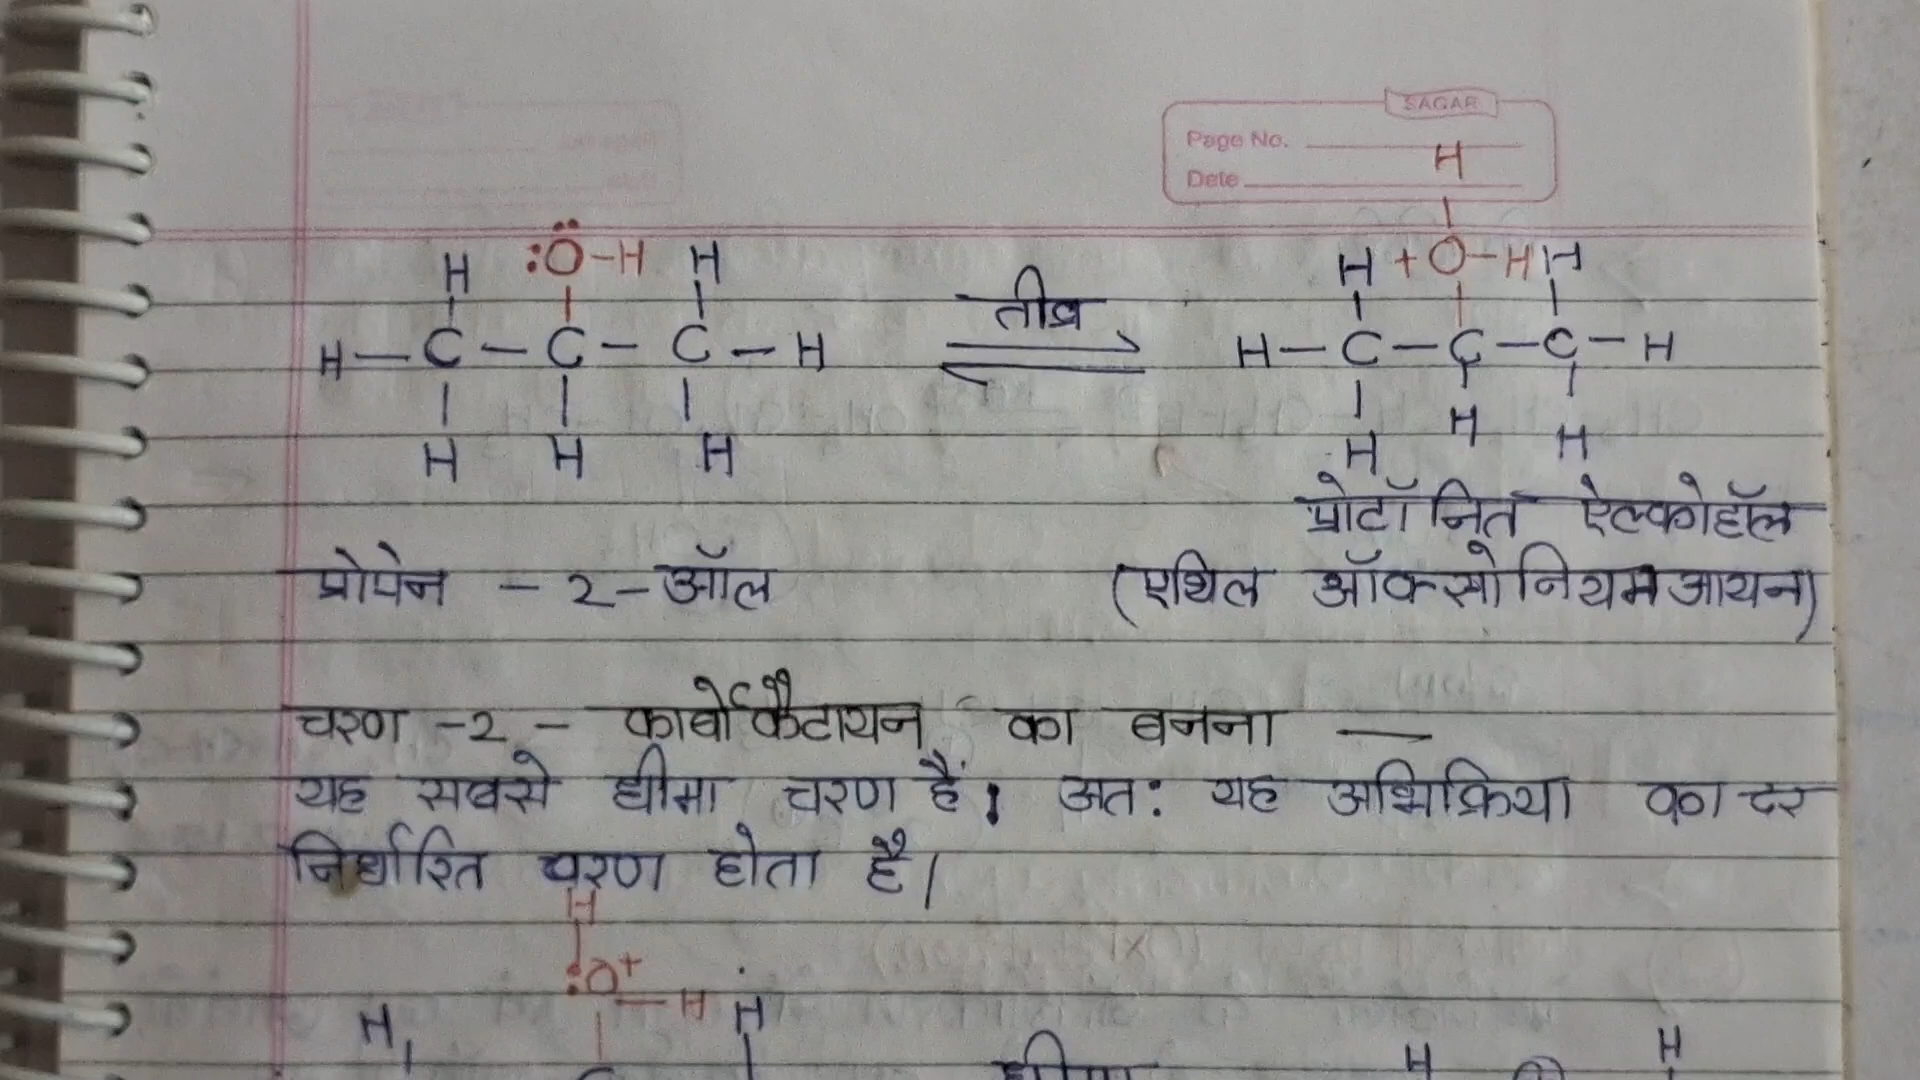 SAGAR
Page No.
Date
H
H :Ö-H H तीव्र H +O-H H
H-C-C-C-H ⇌ H-C-C-C-H
H H H H H H
प्रोटॉनित ऐल्कोहॉल
प्रोपेन - 2 - ऑल (एथिल ऑक्सोनियम आयन)
चरण -2 - कार्बोकैटायन का बनना —
यह सबसे धीमा चरण है। अतः यह अभिक्रिया का दर
निर्धारित चरण होता है।
H
:O+-H
H H H H